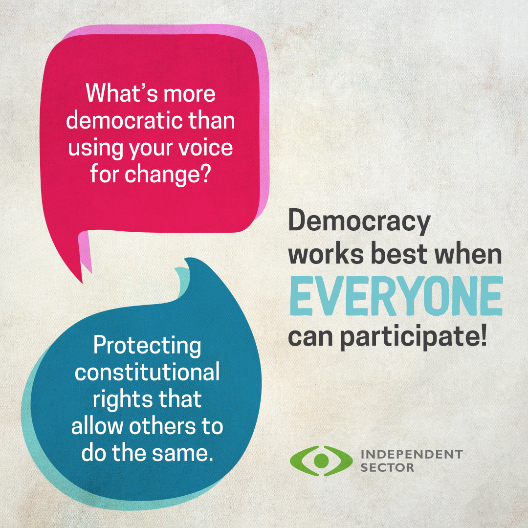 What's more
democratic than
using your voice
for change?
Protecting
constitutional
rights that
allow others to
do the same.
Democracy
works best when
EVERYONE
can participate!
INDEPENDENT
SECTOR